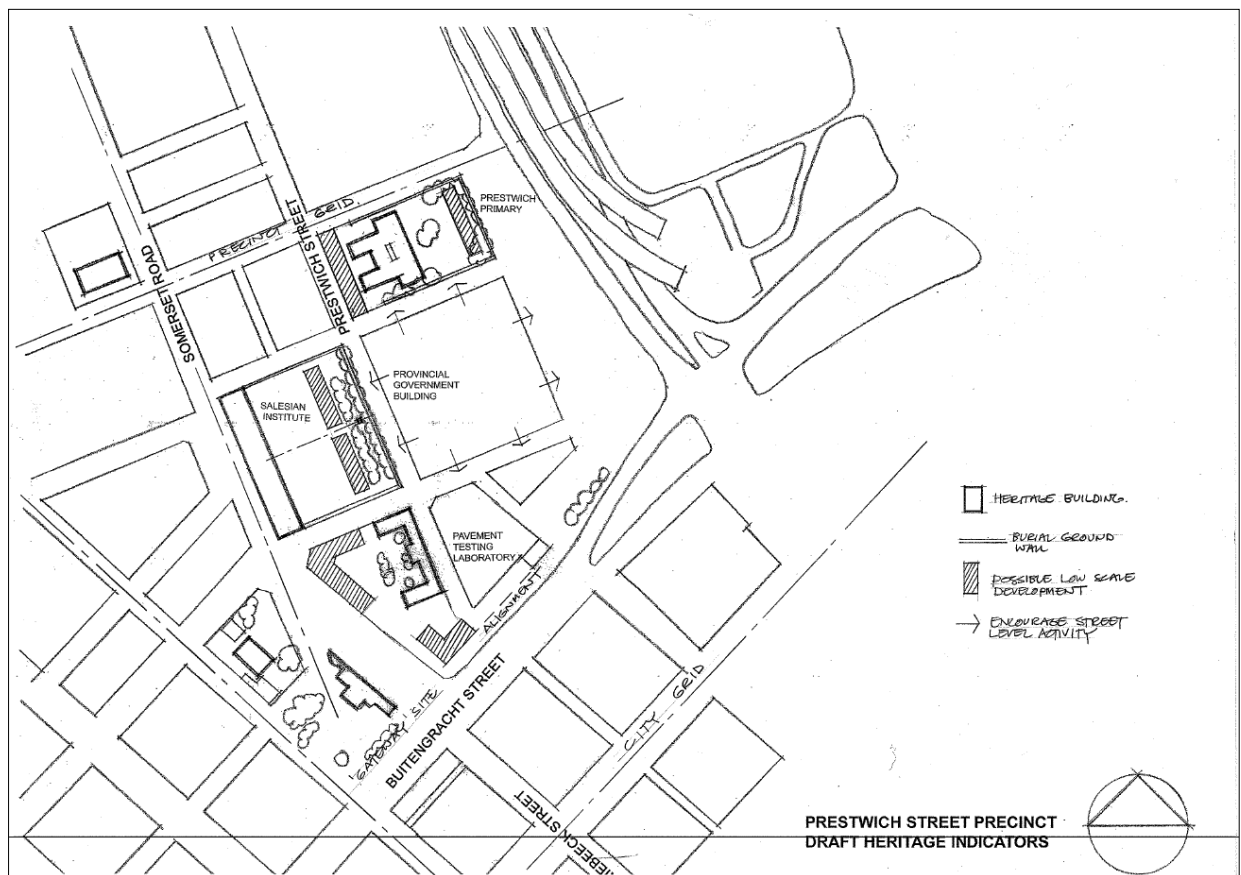 PRESTWICH
PRIMARY
PRECINCT GRID.
PRESTWICH STREET
SOMERSET ROAD
PROVINCIAL
GOVERNMENT
BUILDING
SALESIAN
INSTITUTE
PAVEMENT
TESTING
LABORATORY
ALIGNMENT
GATEWAY SITE
BUITENGRACHT STREET
CITY GRID
IEBEECK STREET
HERITAGE BUILDING.
BURIAL GROUND
WALL
POSSIBLE LOW SCALE
DEVELOPMENT
ENCOURAGE STREET
LEVEL ACTIVITY
PRESTWICH STREET PRECINCT
DRAFT HERITAGE INDICATORS